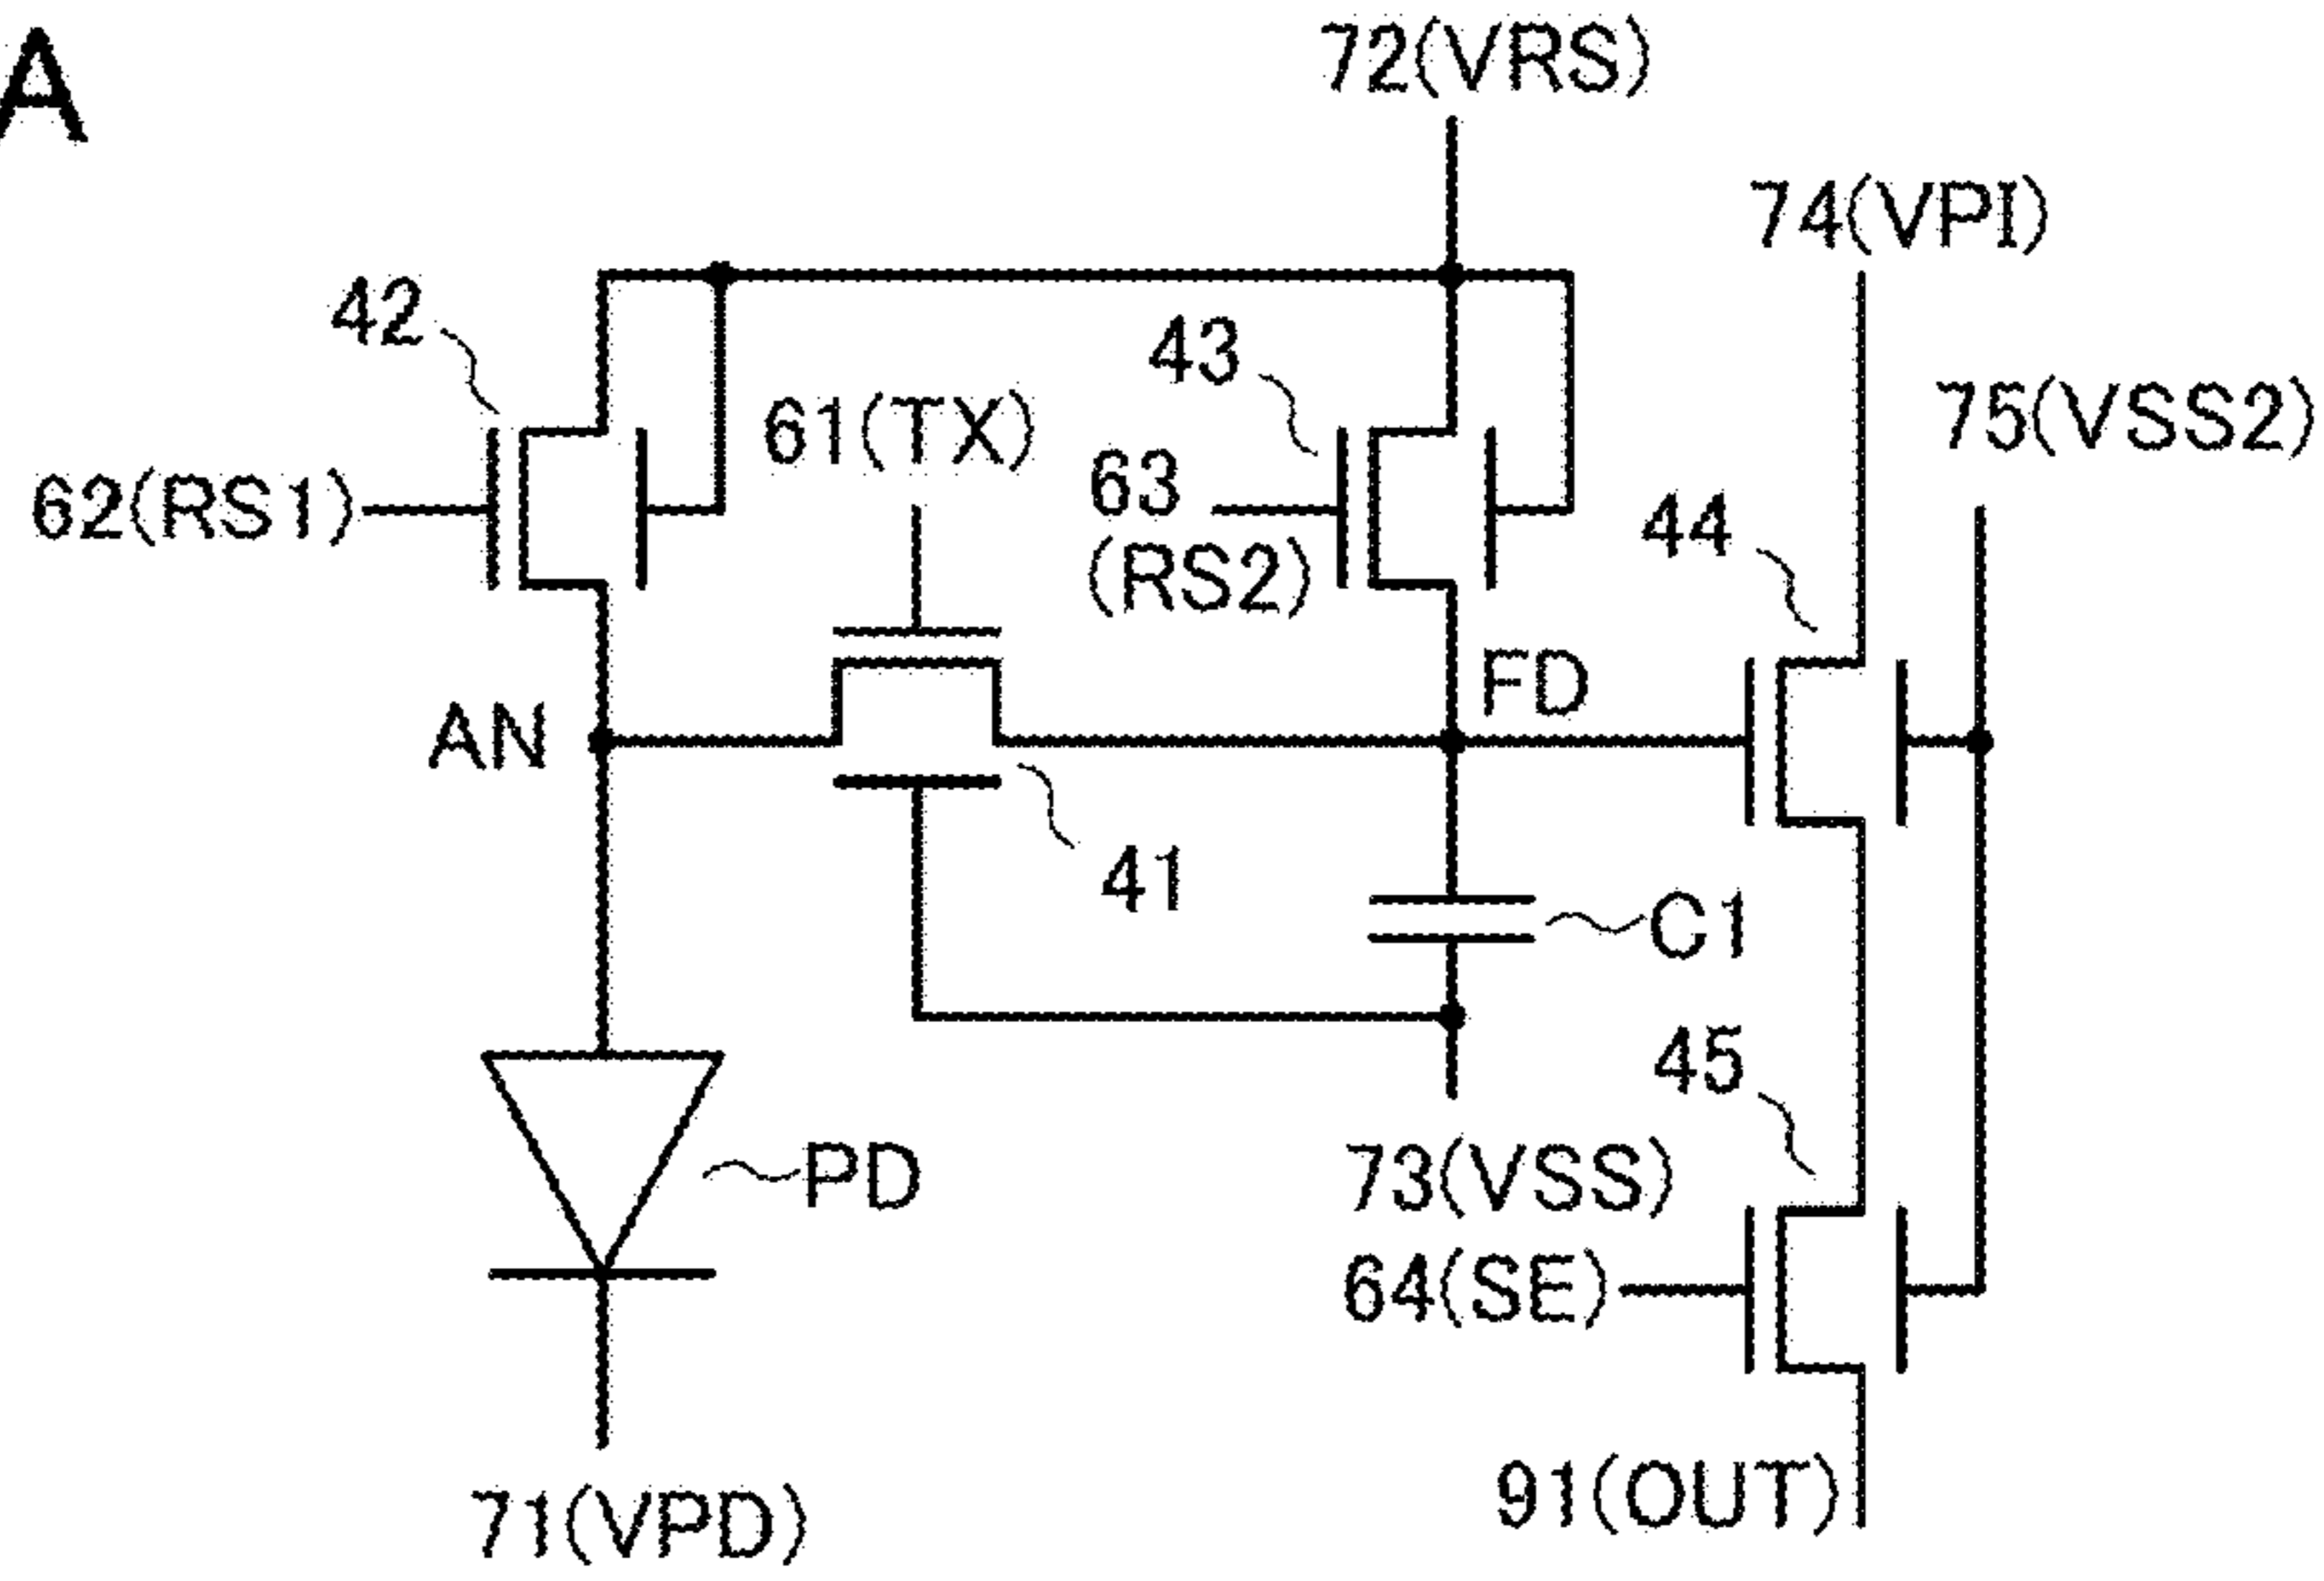 A
72(VRS)
74(VPI)
42
43
61(TX)
75(VSS2)
62(RS1)
63
(RS2)
44
AN
FD
41
C1
45
PD
73(VSS)
64(SE)
71(VPD)
91(OUT)